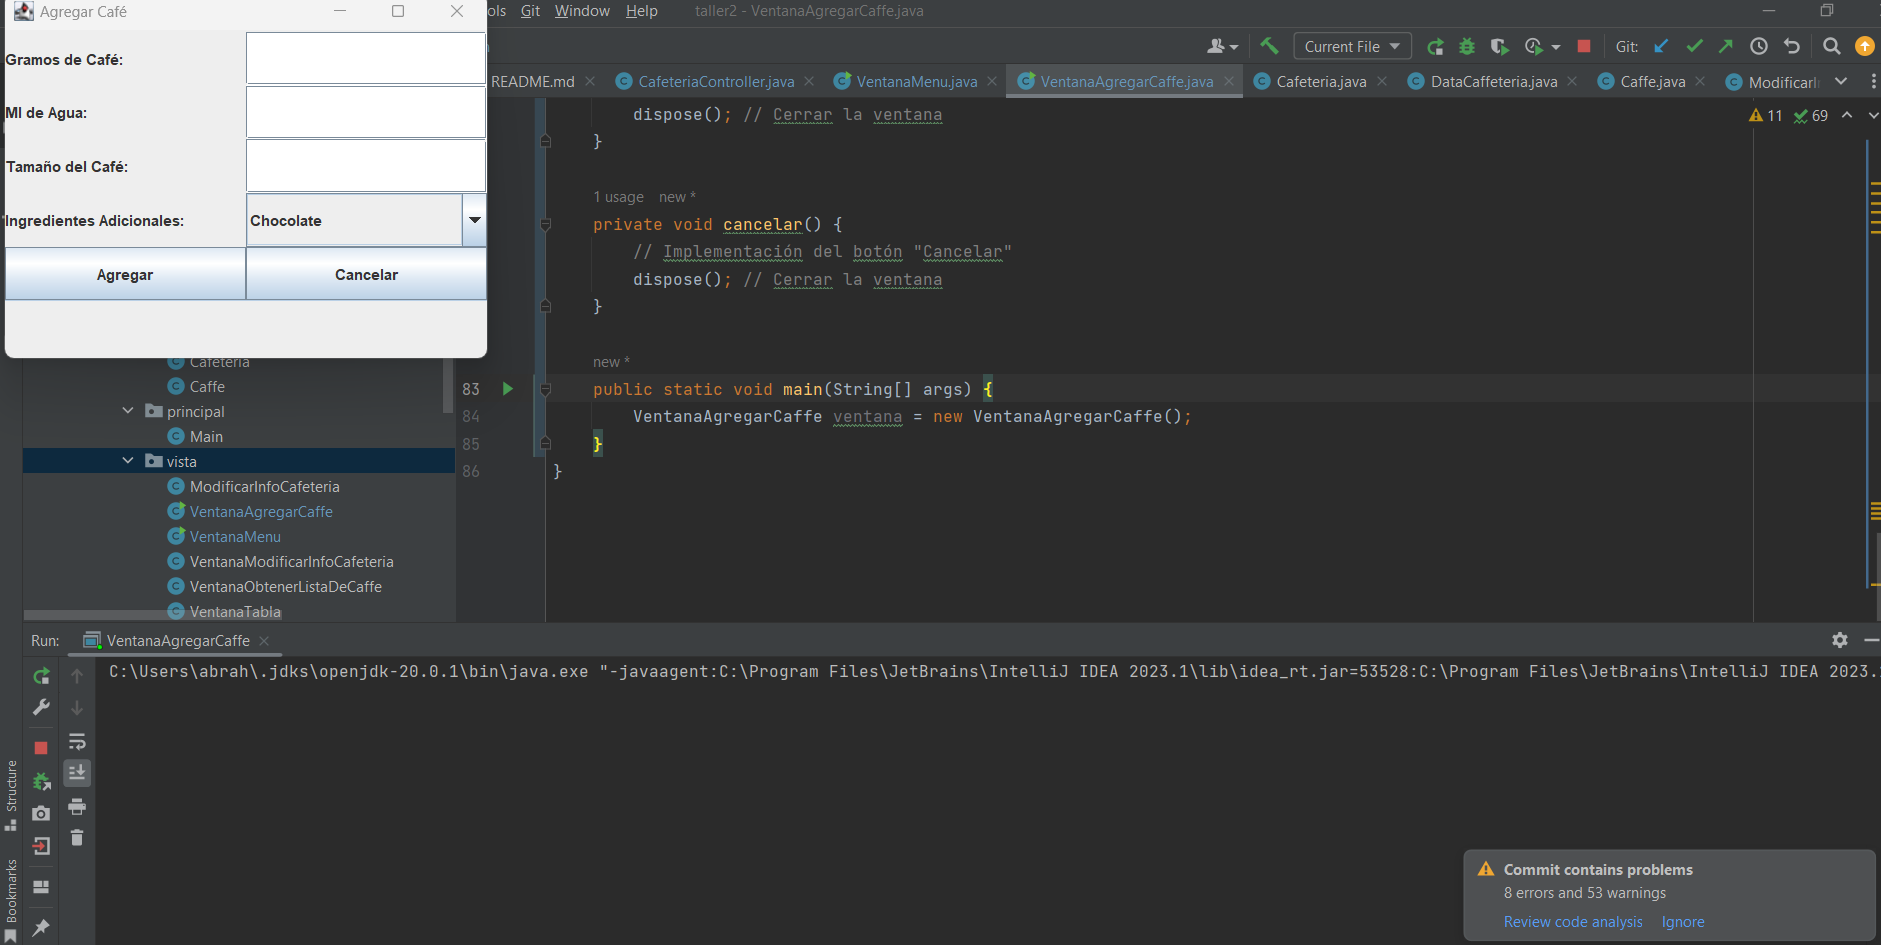 Agregar Café
Gramos de Café:
Ml de Agua:
Tamaño del Café:
Ingredientes Adicionales:
Chocolate
Agregar
Cancelar
ols Git Window Help taller2 - VentanaAgregarCaffe.java
Current File
Git:
README.md
CafeteriaController.java
VentanaMenu.java
VentanaAgregarCaffe.java
Cafeteria.java
DataCaffeteria.java
Caffe.java
ModificarI
11 69
dispose(); // Cerrar la ventana
}
1 usage new *
private void cancelar() {
// Implementación del botón "Cancelar"
dispose(); // Cerrar la ventana
}
new *
83 public static void main(String[] args) {
84 VentanaAgregarCaffe ventana = new VentanaAgregarCaffe();
85 }
86 }
Cafeteria
Caffe
principal
Main
vista
ModificarInfoCafeteria
VentanaAgregarCaffe
VentanaMenu
VentanaModificarInfoCafeteria
VentanaObtenerListaDeCaffe
VentanaTabla
Run: VentanaAgregarCaffe
C:\Users\abrah\.jdks\openjdk-20.0.1\bin\java.exe "-javaagent:C:\Program Files\JetBrains\IntelliJ IDEA 2023.1\lib\idea_rt.jar=53528:C:\Program Files\JetBrains\IntelliJ IDEA 2023.
Structure
Bookmarks
Commit contains problems
8 errors and 53 warnings
Review code analysis Ignore